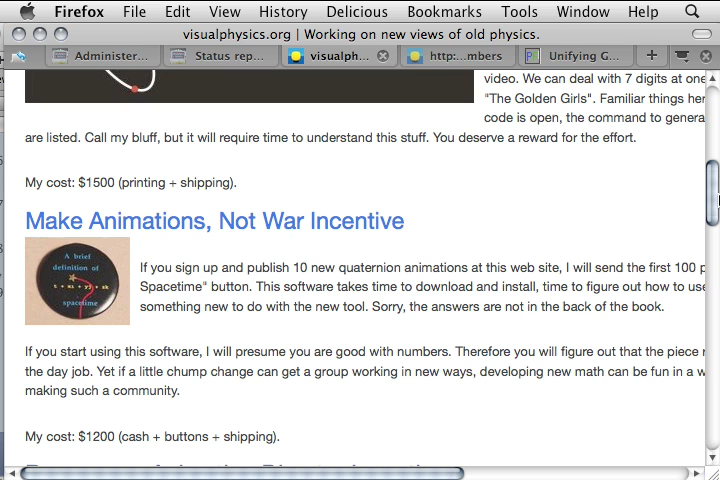 Firefox File Edit View History Delicious Bookmarks Tools Window Help
visualphysics.org | Working on new views of old physics.
Administer... Status rep... visualph... http:...mbers Unifying G...
video. We can deal with 7 digits at one
"The Golden Girls". Familiar things her
code is open, the command to genera
are listed. Call my bluff, but it will require time to understand this stuff. You deserve a reward for the effort.
My cost: $1500 (printing + shipping).
Make Animations, Not War Incentive
A brief
definition of
spacetime
If you sign up and publish 10 new quaternion animations at this web site, I will send the first 100 p
Spacetime" button. This software takes time to download and install, time to figure out how to use
something new to do with the new tool. Sorry, the answers are not in the back of the book.
If you start using this software, I will presume you are good with numbers. Therefore you will figure out that the piece r
the day job. Yet if a little chump change can get a group working in new ways, developing new math can be fun in a w
making such a community.
My cost: $1200 (cash + buttons + shipping).